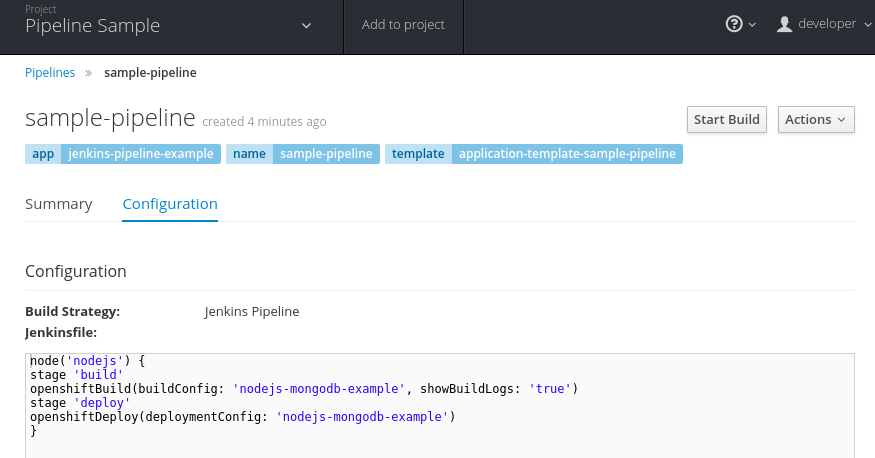 Project
Pipeline Sample
Add to project
developer
Pipelines » sample-pipeline
sample-pipeline created 4 minutes ago
Start Build
Actions
app jenkins-pipeline-example name sample-pipeline template application-template-sample-pipeline
Summary Configuration
Configuration
Build Strategy: Jenkins Pipeline
Jenkinsfile:
node('nodejs') {
stage 'build'
openshiftBuild(buildConfig: 'nodejs-mongodb-example', showBuildLogs: 'true')
stage 'deploy'
openshiftDeploy(deploymentConfig: 'nodejs-mongodb-example')
}